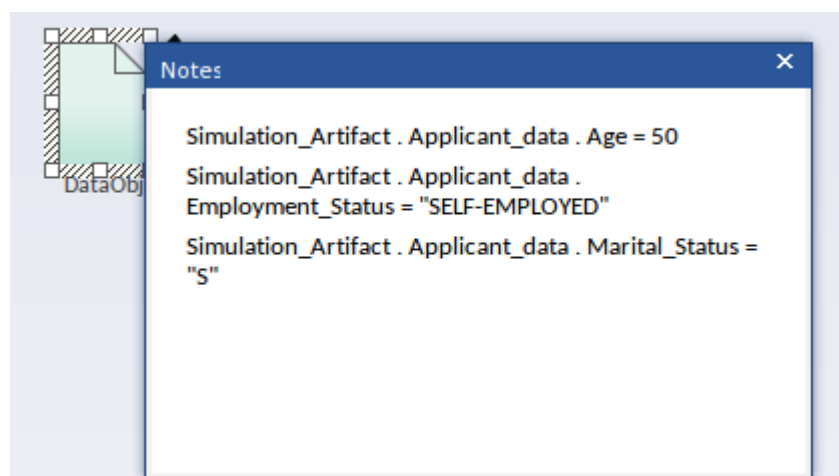 Notes
Simulation_Artifact . Applicant_data . Age = 50
Simulation_Artifact . Applicant_data .
Employment_Status = "SELF-EMPLOYED"
Simulation_Artifact . Applicant_data . Marital_Status =
"S"
DataObj